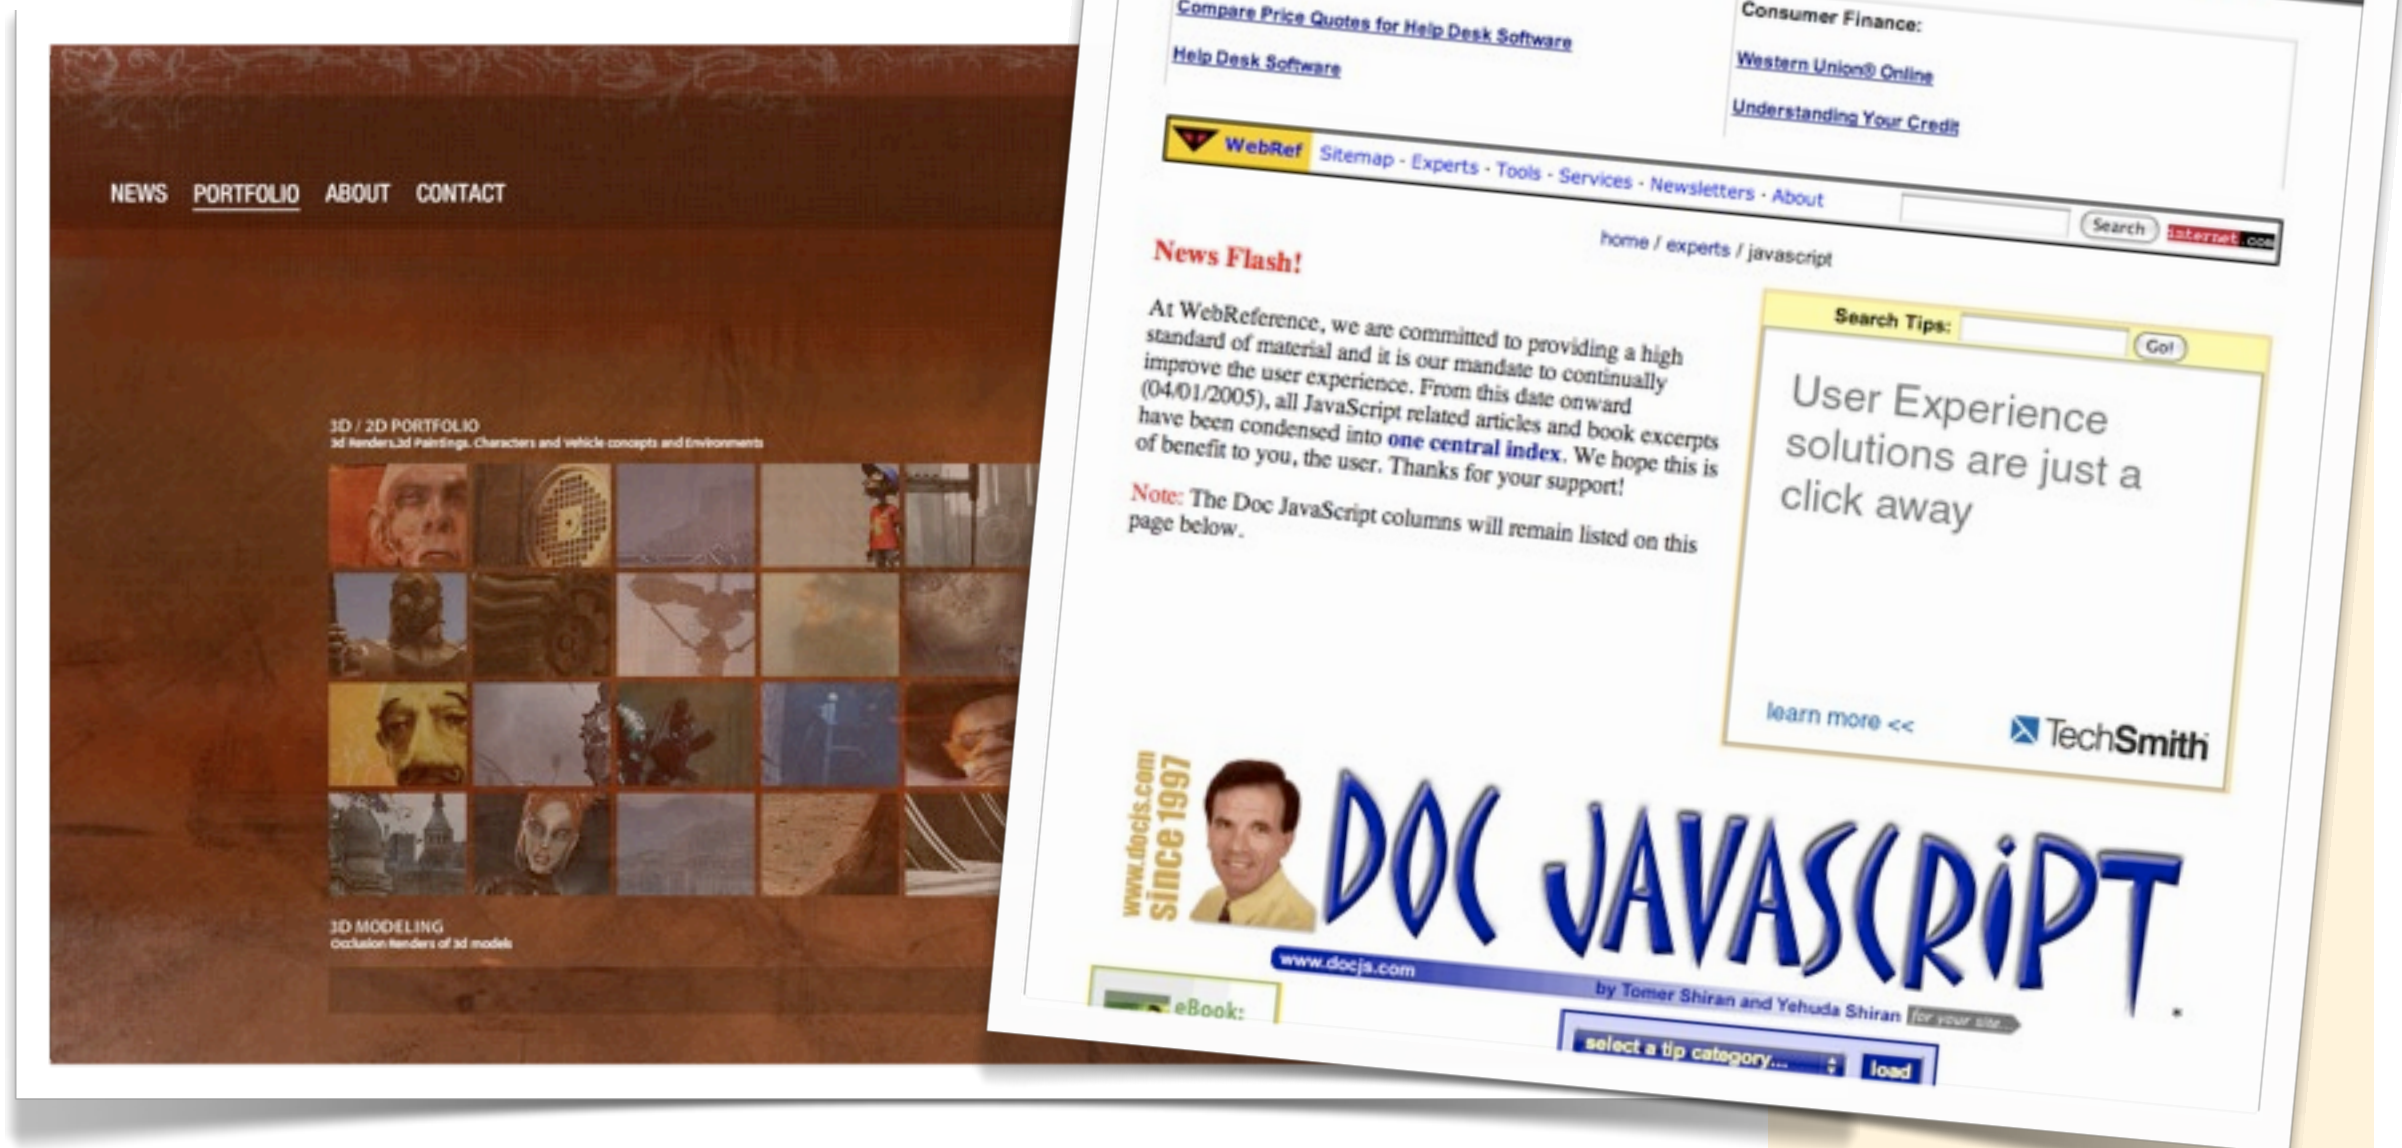 NEWS PORTFOLIO ABOUT CONTACT
3D / 2D PORTFOLIO
3d Renders,2d Paintings. Characters and Vehicle concepts and Environments
3D MODELING
Occlusion Renders of 3d models
Compare Price Quotes for Help Desk Software
Help Desk Software
Consumer Finance:
Western Union® Online
Understanding Your Credit
WebRef Sitemap - Experts - Tools - Services - Newsletters - About
Search internet.com
home / experts / javascript
News Flash!
At WebReference, we are committed to providing a high
standard of material and it is our mandate to continually
improve the user experience. From this date onward
(04/01/2005), all JavaScript related articles and book excerpts
have been condensed into one central index. We hope this is
of benefit to you, the user. Thanks for your support!
Note: The Doc JavaScript columns will remain listed on this
page below.
Search Tips: Go!
User Experience
solutions are just a
click away
learn more <<
TechSmith
www.docjs.com
since 1997
DOC JAVASCRiPT
www.docjs.com
by Tomer Shiran and Yehuda Shiran for your site...
eBook:
select a tip category... load